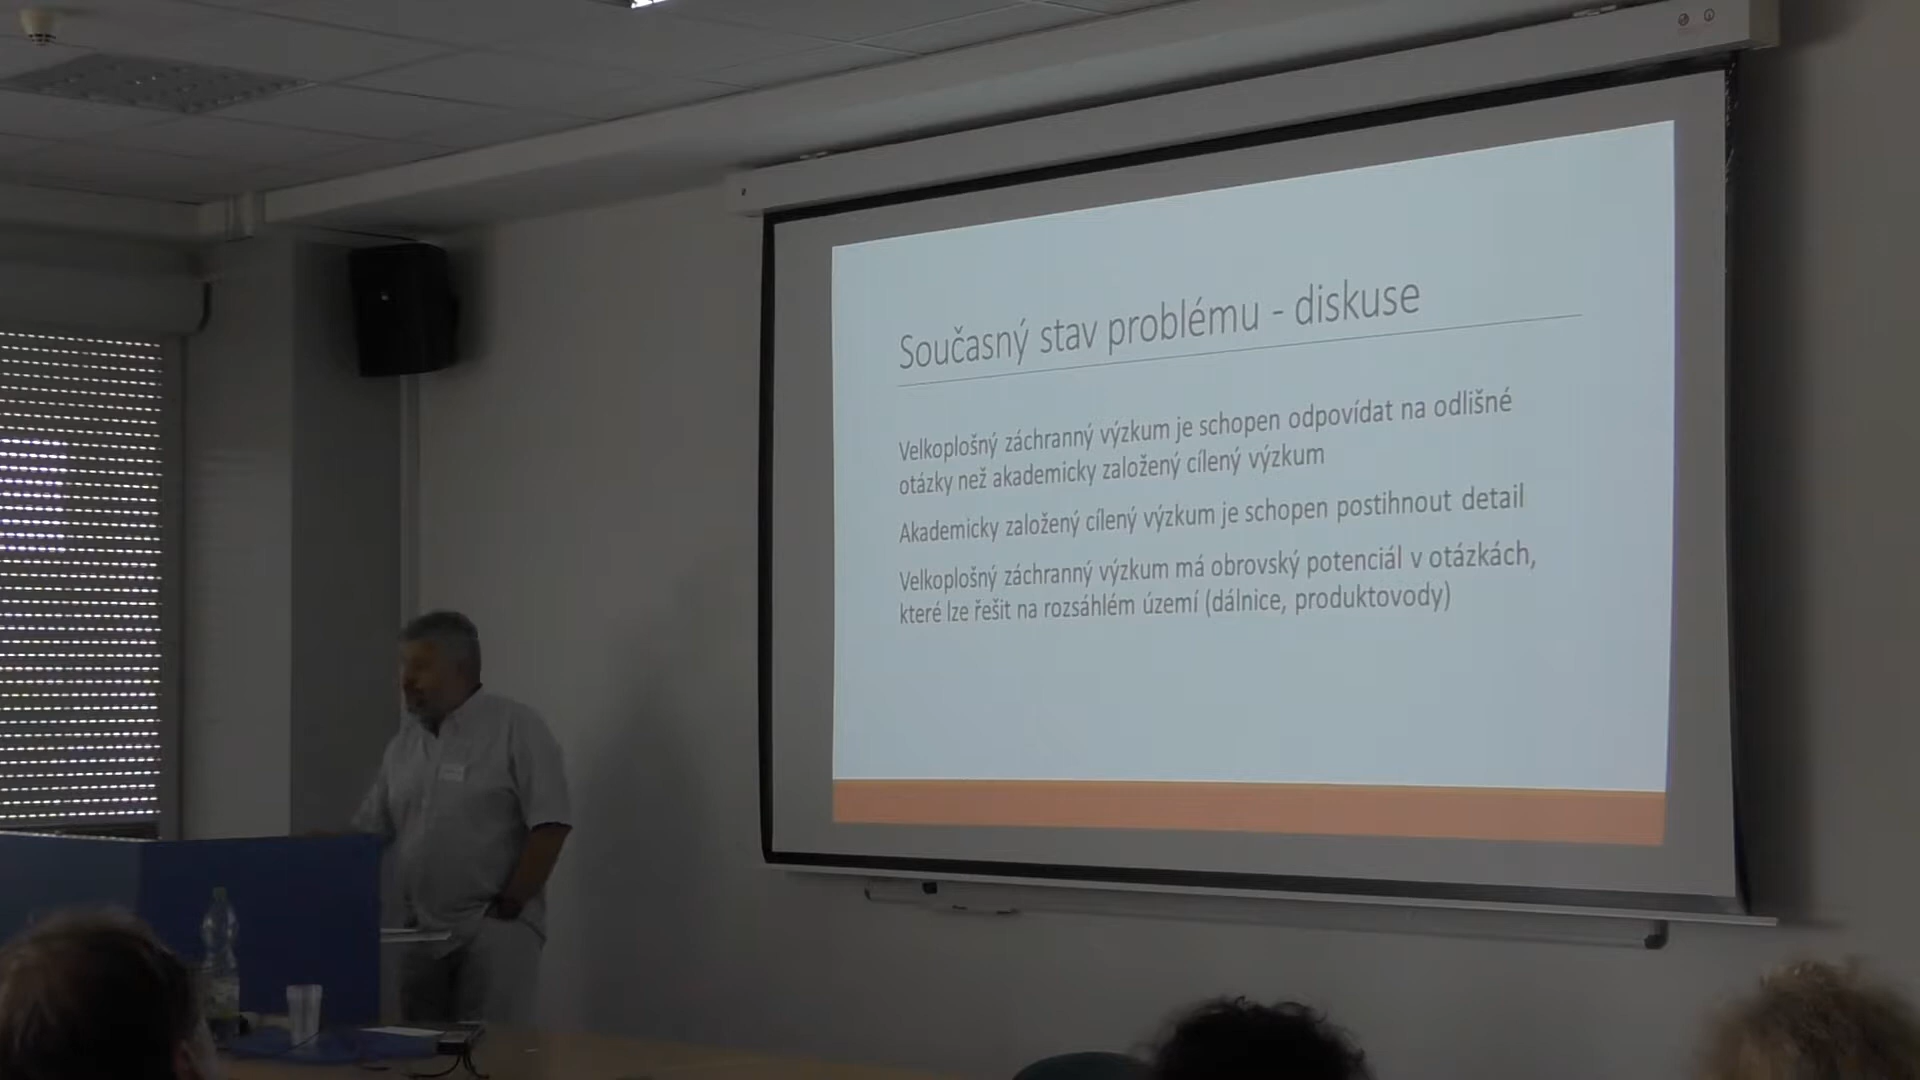 Současný stav problému - diskuse
Velkoplošný záchranný výzkum je schopen odpovídat na odlišné
otázky než akademicky založený cílený výzkum
Akademicky založený cílený výzkum je schopen postihnout detail
Velkoplošný záchranný výzkum má obrovský potenciál v otázkách,
které lze řešit na rozsáhlém území (dálnice, produktovody)